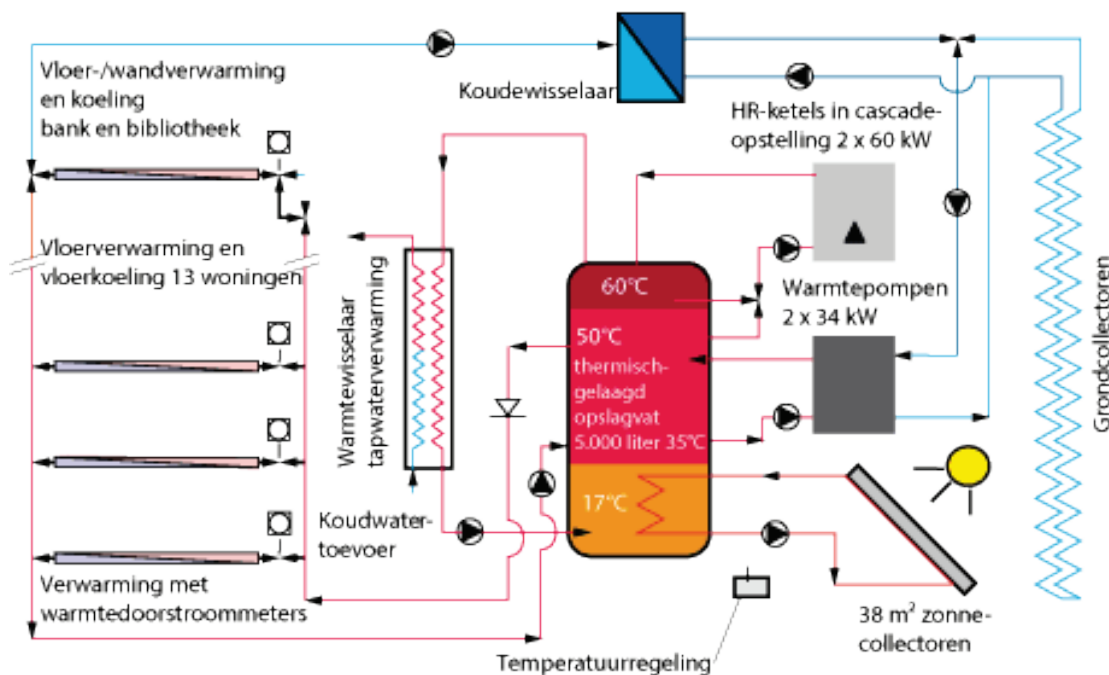 Vloer-/wandverwarming
en koeling
bank en bibliotheek
Koudewisselaar
HR-ketels in cascade-
opstelling 2 x 60 kW
Vloerverwarming en
vloerkoeling 13 woningen
Warmtewisselaar
tapwaterverwarming
60°C
50°C
thermisch-
gelaagd
opslagvat
5.000 liter 35°C
17°C
Warmtepompen
2 x 34 kW
Grondcollectoren
Koudwater-
toevoer
Verwarming met
warmtedoorstroommeters
Temperatuurregeling
38 m² zonne-
collectoren